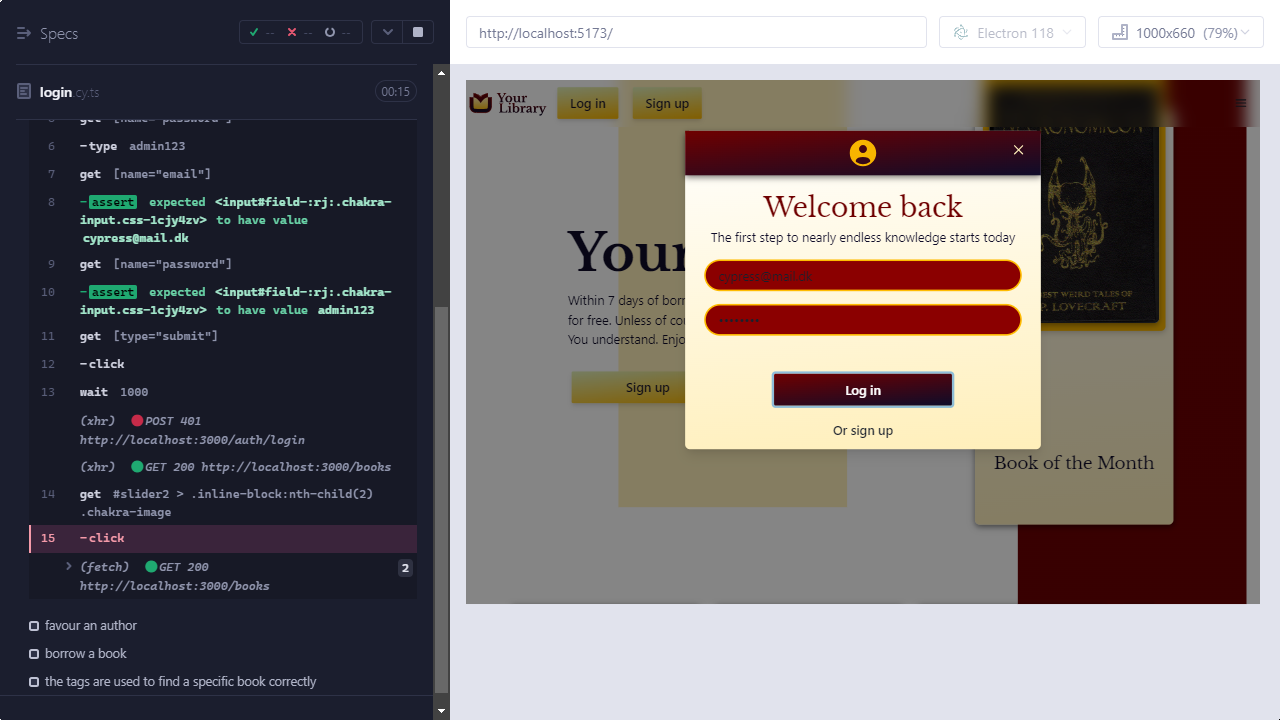 Specs
--
--
--
login.cy.ts
00:15
get [name="password"]
6 -type admin123
7 get [name="email"]
8 -assert expected <input#field-:rj:.chakra-
input.css-1cjy4zv> to have value
cypress@mail.dk
9 get [name="password"]
10 -assert expected <input#field-:rj:.chakra-
input.css-1cjy4zv> to have value admin123
11 get [type="submit"]
12 -click
13 wait 1000
(xhr) POST 401
http://localhost:3000/auth/login
(xhr) GET 200 http://localhost:3000/books
14 get #slider2 > .inline-block:nth-child(2)
.chakra-image
15 -click
(fetch) GET 200
http://localhost:3000/books
2
favour an author
borrow a book
the tags are used to find a specific book correctly
http://localhost:5173/
Electron 118
1000x660 (79%)
Your
Library
Log in
Sign up
Welcome back
The first step to nearly endless knowledge starts today
cypress@mail.dk
••••••••
Log in
Or sign up
Your
Within 7 days of borr
for free. Unless of cou
You understand. Enjo
Sign up
EST WEIRD TALES OF
P. LOVECRAFT
Book of the Month